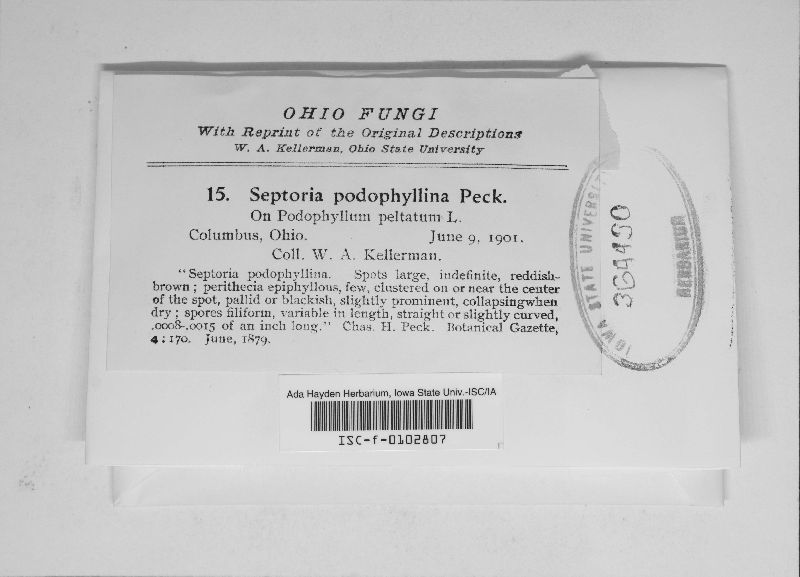 OHIO FUNGI
With Reprint of the Original Descriptions
W. A. Kellerman, Ohio State University
15. Septoria podophyllina Peck.
On Podophyllum peltatum L.
Columbus, Ohio. June 9, 1901.
Coll. W. A. Kellerman.
"Septoria podophyllina. Spots large, indefinite, reddish-
brown; perithecia epiphyllous, few, clustered on or near the center
of the spot, pallid or blackish, slightly prominent, collapsingwhen
dry; spores filiform, variable in length, straight or slightly curved,
.0008-.0015 of an inch long." Chas. H. Peck. Botanical Gazette,
4:170. June, 1879.
IOWA STATE UNIVERSITY
364490
HERBARIUM
Ada Hayden Herbarium, Iowa State Univ.-ISC/IA
ISC-f-0102807